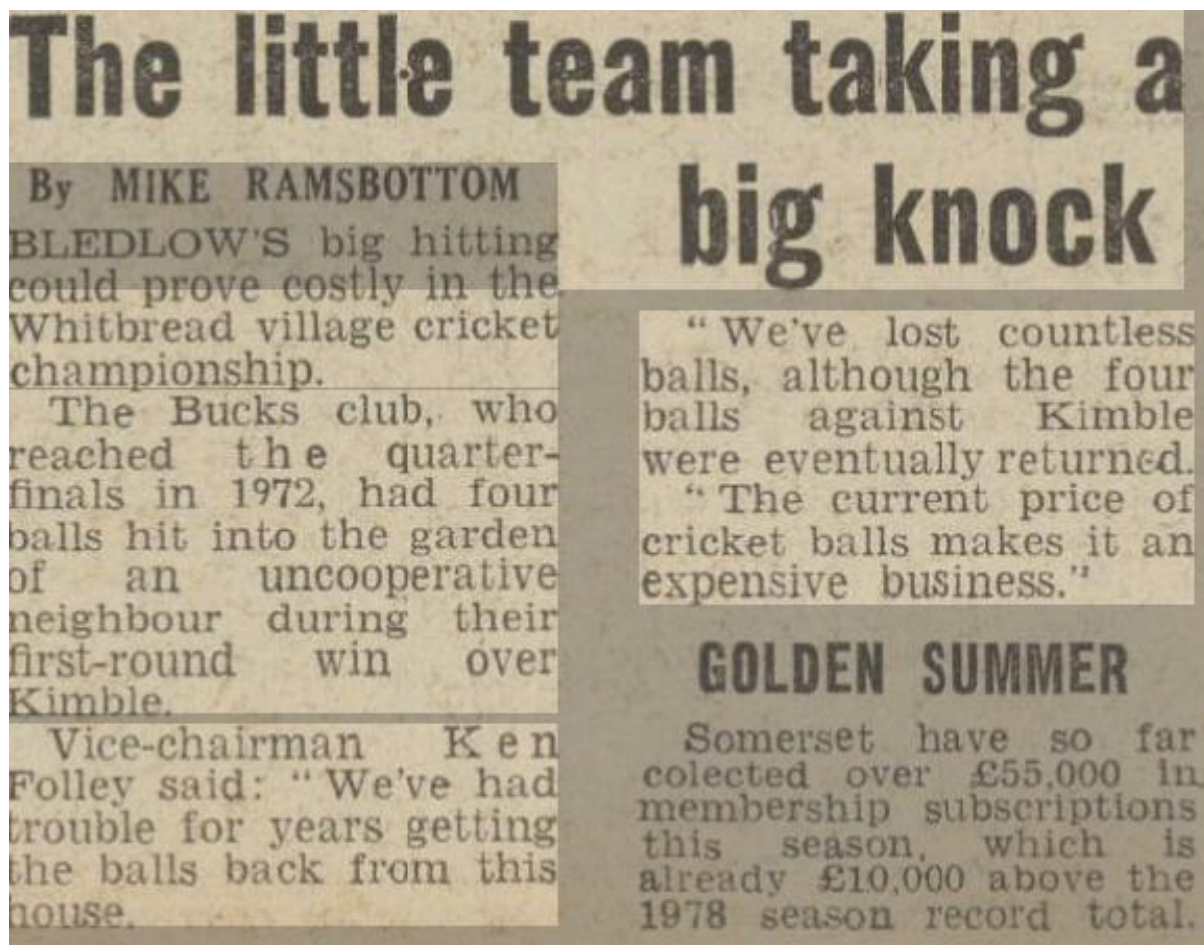 The little team taking a
big knock
By MIKE RAMSBOTTOM
BLEDLOW'S big hitting
could prove costly in the
Whitbread village cricket
championship.
The Bucks club, who
reached the quarter-
finals in 1972, had four
balls hit into the garden
of an uncooperative
neighbour during their
first-round win over
Kimble.
Vice-chairman Ken
Folley said: "We've had
trouble for years getting
the balls back from this
house.
"We've lost countless
balls, although the four
balls against Kimble
were eventually returned.
"The current price of
cricket balls makes it an
expensive business."
GOLDEN SUMMER
Somerset have so far
colected over £55,000 in
membership subscriptions
this season, which is
already £10,000 above the
1978 season record total.